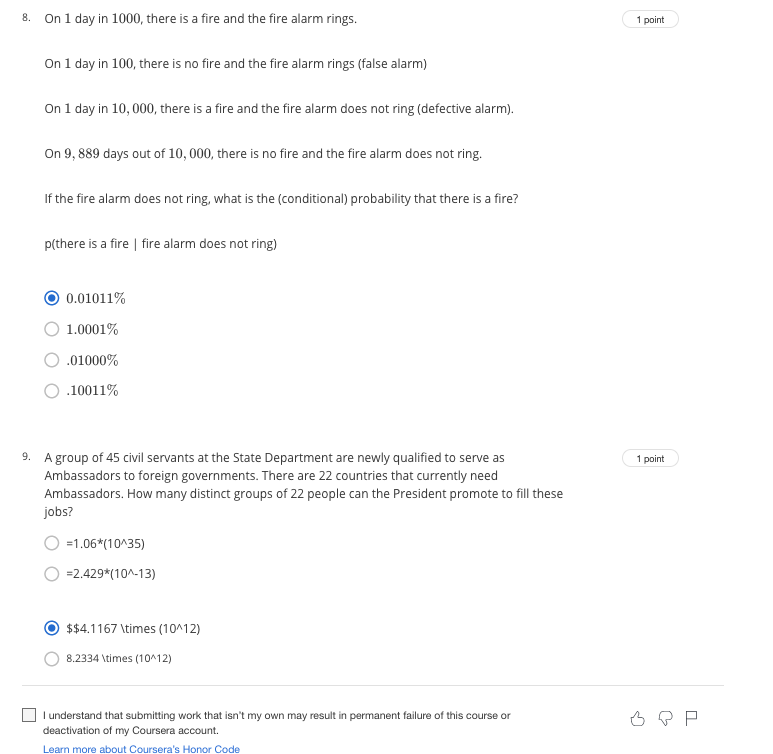 8. On 1 day in 1000, there is a fire and the fire alarm rings.
1 point
On 1 day in 100, there is no fire and the fire alarm rings (false alarm)
On 1 day in 10,000, there is a fire and the fire alarm does not ring (defective alarm).
On 9,889 days out of 10,000, there is no fire and the fire alarm does not ring.
If the fire alarm does not ring, what is the (conditional) probability that there is a fire?
p(there is a fire | fire alarm does not ring)
0.01011%
1.0001%
.01000%
.10011%
9. A group of 45 civil servants at the State Department are newly qualified to serve as
1 point
Ambassadors to foreign governments. There are 22 countries that currently need
Ambassadors. How many distinct groups of 22 people can the President promote to fill these
jobs?
=1.06*(10^35)
=2.429*(10^-13)
$$4.1167 \times (10^12)
8.2334 \times (10^12)
I understand that submitting work that isn't my own may result in permanent failure of this course or
deactivation of my Coursera account.
Learn more about Coursera's Honor Code